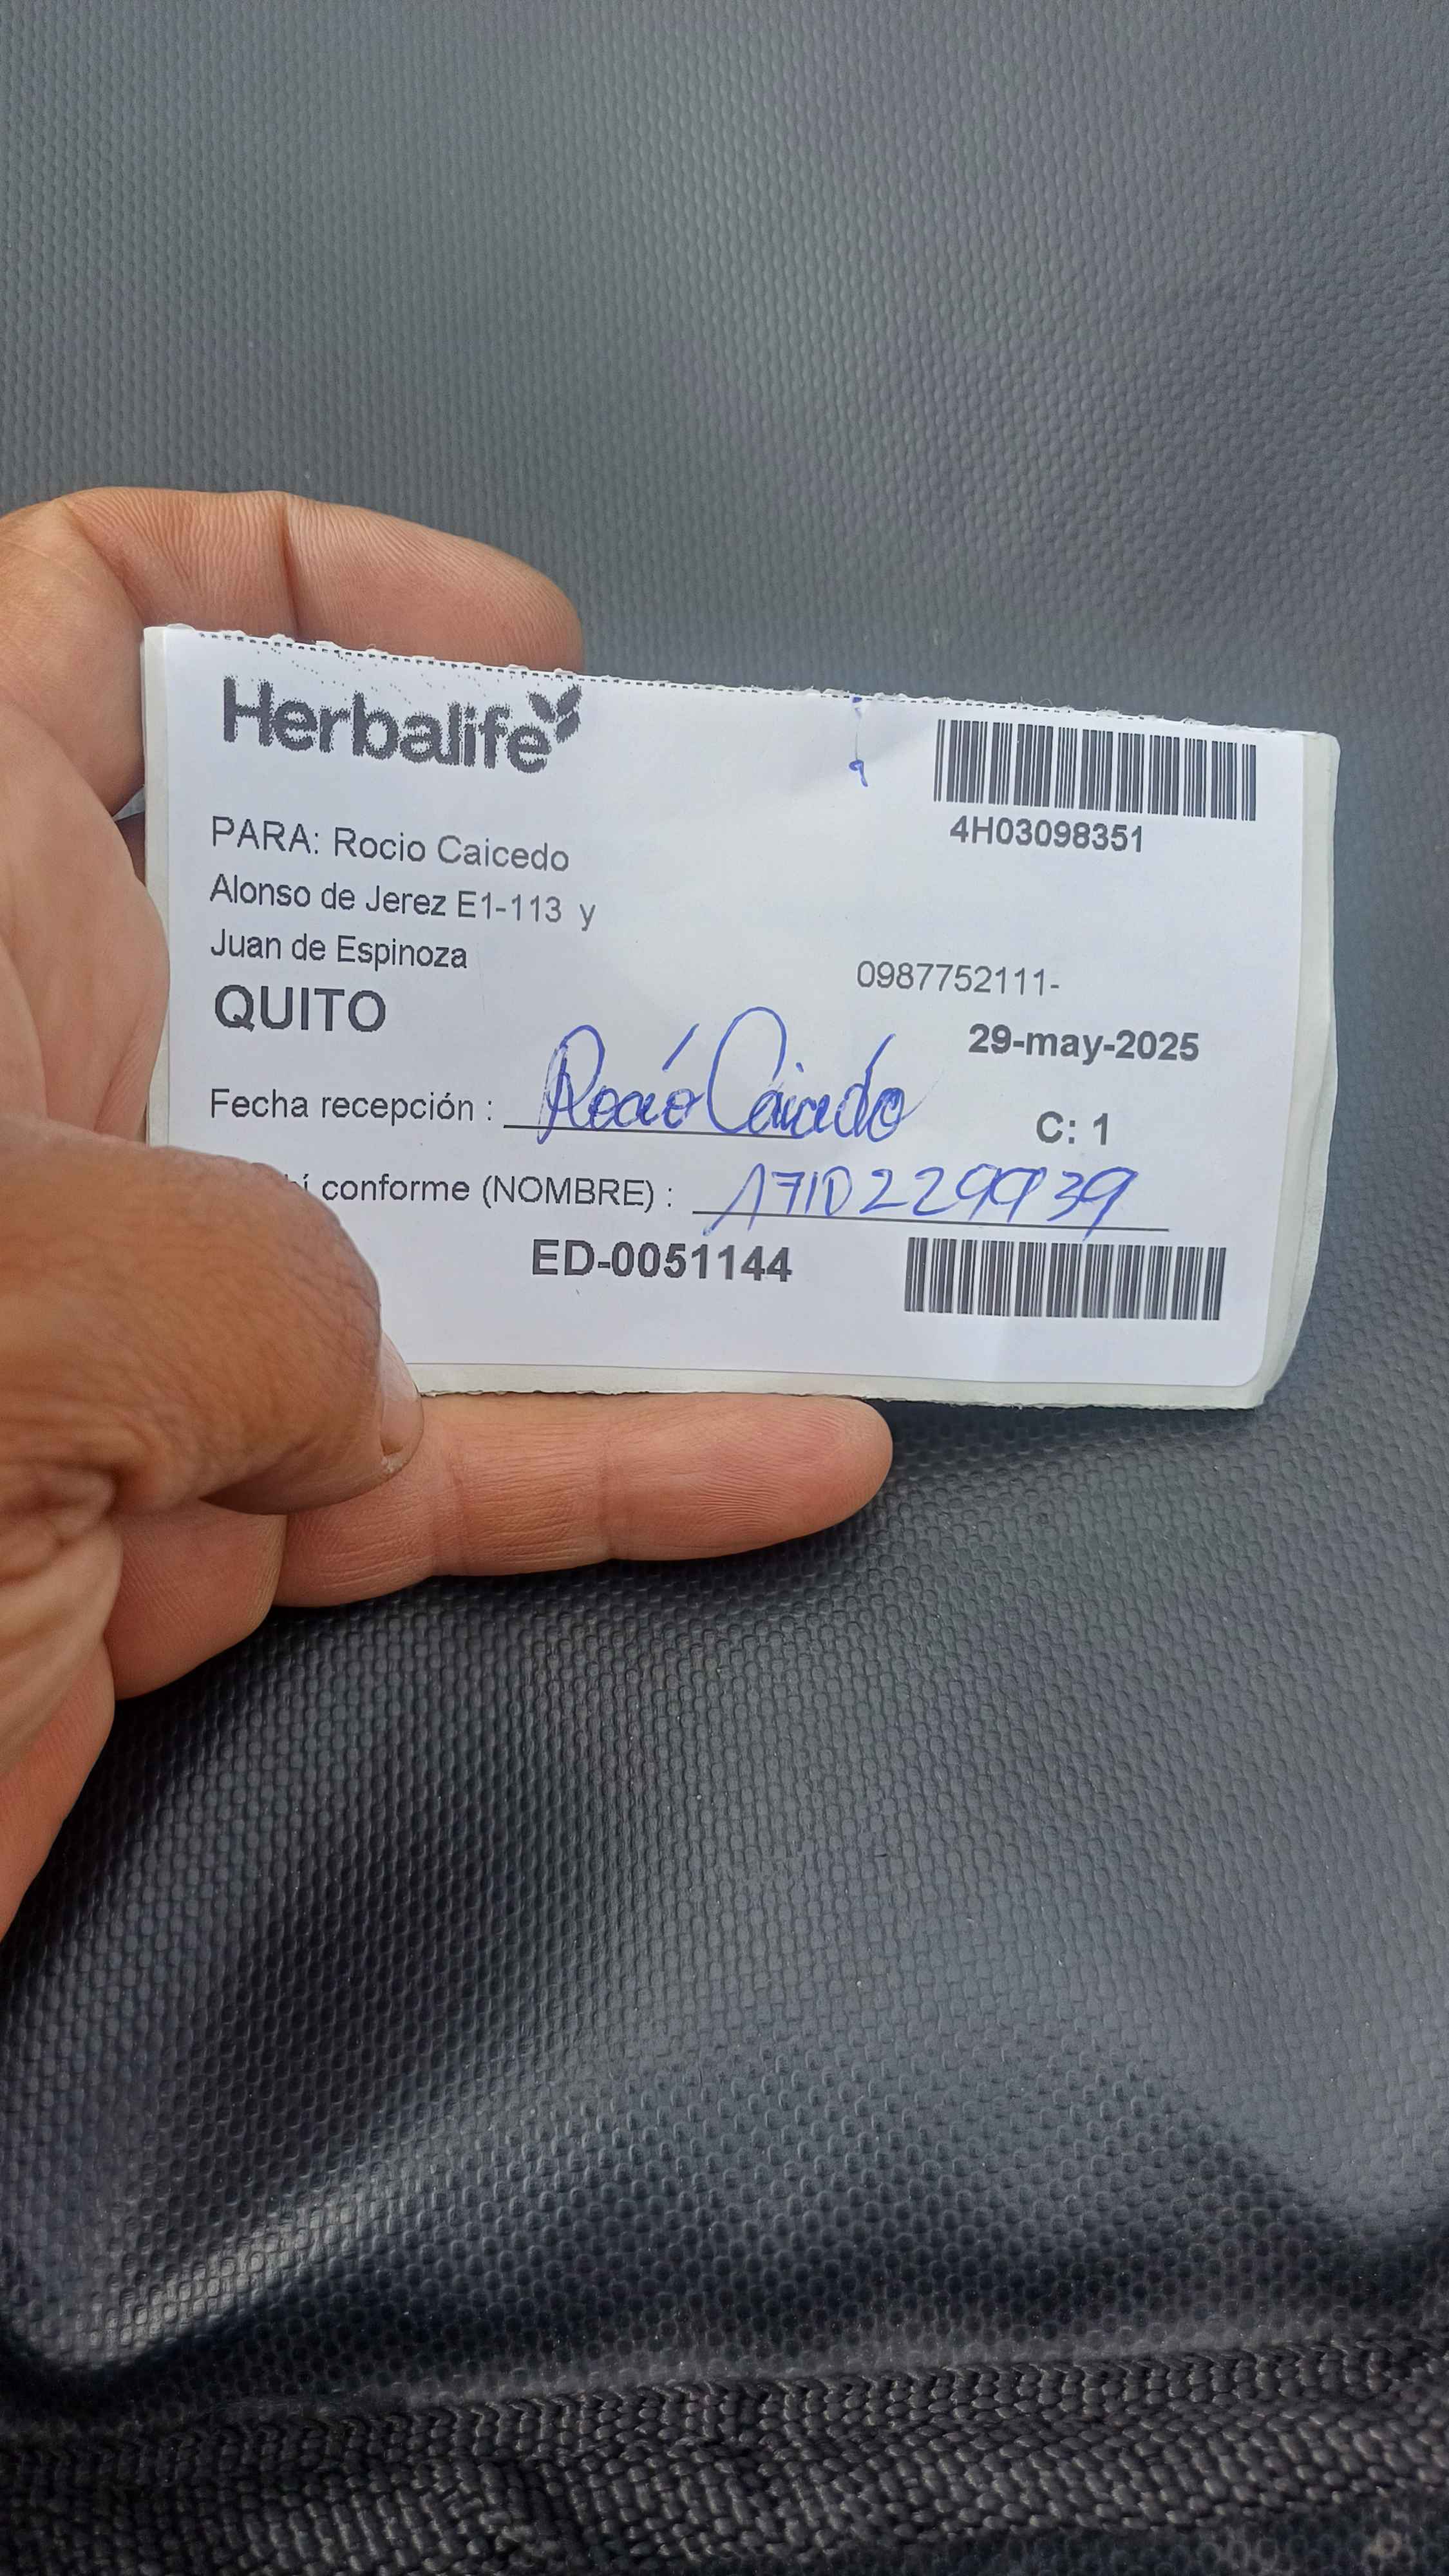 Herbalife
4H03098351
PARA: Rocio Caicedo
Alonso de Jerez E1-113 y
Juan de Espinoza
0987752111-
QUITO
29-may-2025
Fecha recepción : Rocío Caicedo
C: 1
conforme (NOMBRE) : 17102299939
ED-0051144